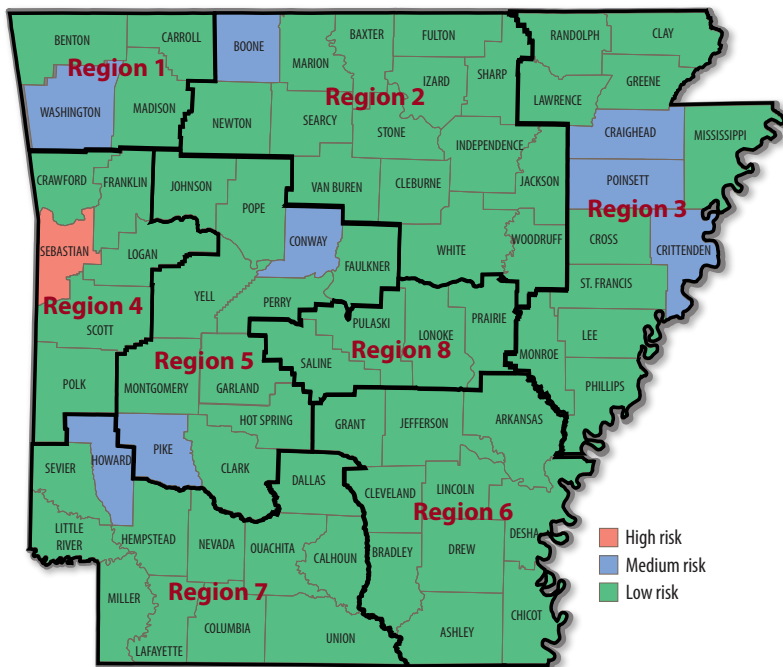 BENTON
CARROLL
BOONE
MARION
BAXTER
FULTON
RANDOLPH
CLAY
Region 1
WASHINGTON
MADISON
NEWTON
SEARCY
Region 2
IZARD
SHARP
STONE
INDEPENDENCE
LAWRENCE
GREENE
CRAIGHEAD
MISSISSIPPI
POINSETT
Region 3
CROSS
CRITTENDEN
ST. FRANCIS
LEE
PHILLIPS
MONROE
JACKSON
WOODRUFF
WHITE
CLEBURNE
VAN BUREN
CRAWFORD
FRANKLIN
SEBASTIAN
LOGAN
Region 4
SCOTT
POLK
JOHNSON
POPE
CONWAY
FAULKNER
YELL
PERRY
Region 5
MONTGOMERY
GARLAND
HOT SPRING
PIKE
CLARK
PULASKI
LONOKE
PRAIRIE
Region 8
SALINE
GRANT
JEFFERSON
ARKANSAS
CLEVELAND
LINCOLN
Region 6
DESHA
BRADLEY
DREW
ASHLEY
CHICOT
SEVIER
HOWARD
LITTLE
RIVER
HEMPSTEAD
NEVADA
OUACHITA
DALLAS
CALHOUN
Region 7
MILLER
LAFAYETTE
COLUMBIA
UNION
High risk
Medium risk
Low risk